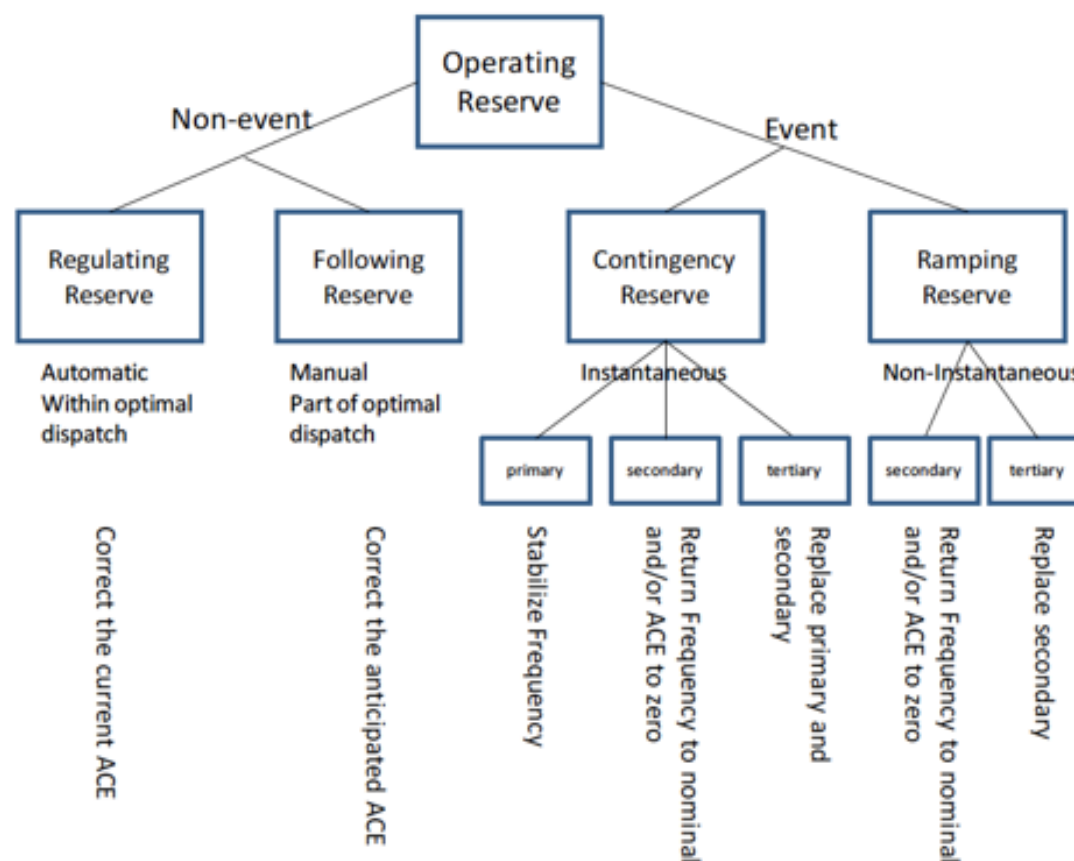 Operating
Reserve
Non-event
Event
Regulating
Reserve
Following
Reserve
Contingency
Reserve
Ramping
Reserve
Automatic
Within optimal
dispatch
Manual
Part of optimal
dispatch
Instantaneous
Non-Instantaneous
primary
secondary
tertiary
secondary
tertiary
Correct the current ACE
Correct the anticipated ACE
Stabilize Frequency
Return Frequency to nominal
and/or ACE to zero
Replace primary and
secondary
Return Frequency to nominal
and/or ACE to zero
Replace secondary